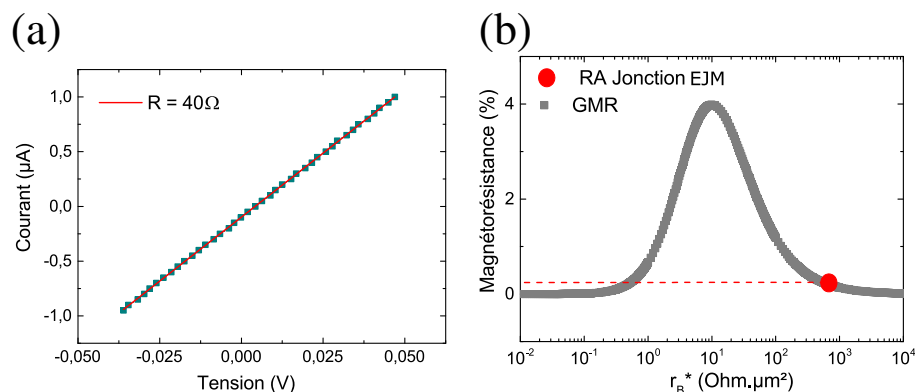 (a)
R = 40Ω
Courant (µA)
1,0
0,5
0,0
-0,5
-1,0
-0,050
-0,025
0,000
0,025
0,050
Tension (V)
(b)
RA Jonction EJM
GMR
Magnétorésistance (%)
4
2
0
10⁻²
10⁻¹
10⁰
10¹
10²
10³
10⁴
r_B* (Ohm.µm²)